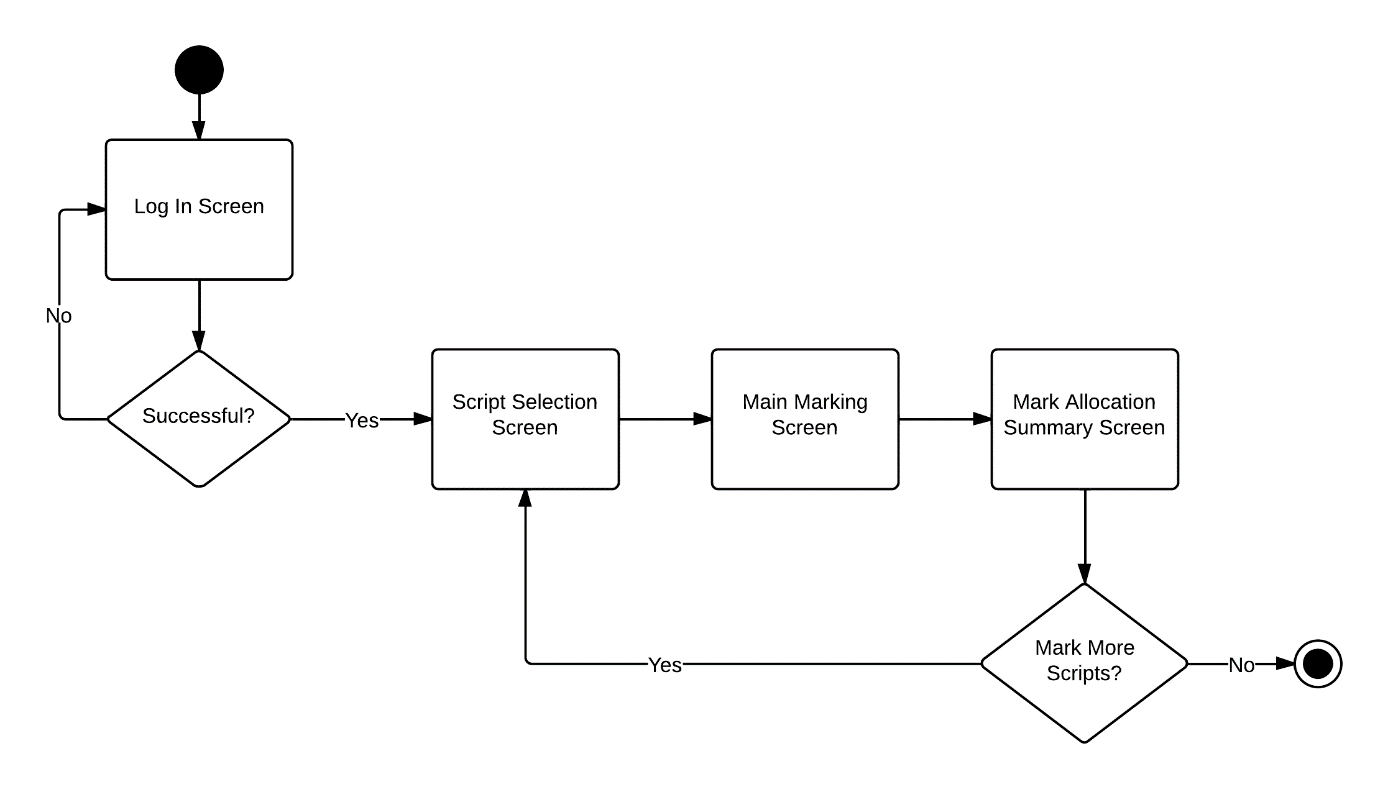 Log In Screen
No
Successful?
Yes
Script Selection
Screen
Main Marking
Screen
Mark Allocation
Summary Screen
Mark More
Scripts?
Yes
No